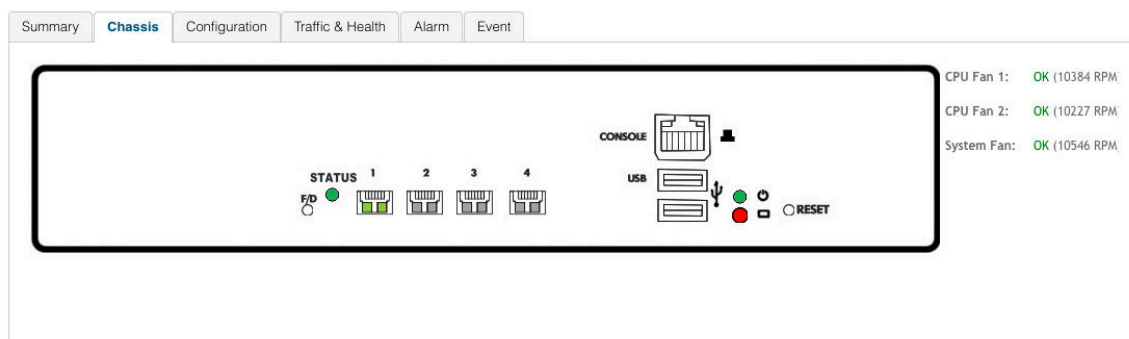 Summary Chassis Configuration Traffic & Health Alarm Event
CPU Fan 1: OK (10384 RPM
CPU Fan 2: OK (10227 RPM
System Fan: OK (10546 RPM
CONSOLE
STATUS 1 2 3 4
USB
F/D
RESET